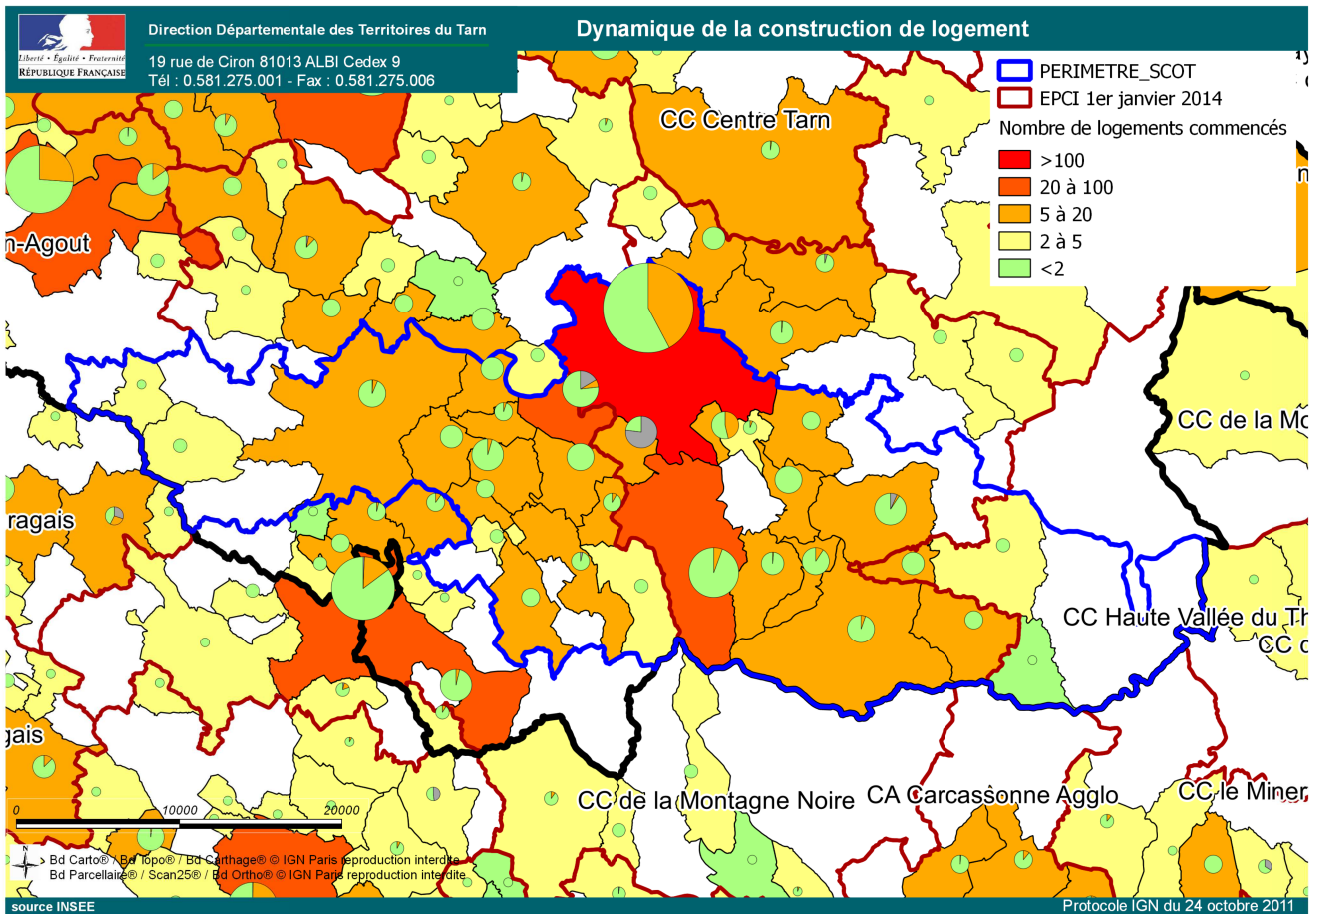 Liberté • Égalité • Fraternité
RÉPUBLIQUE FRANÇAISE
Direction Départementale des Territoires du Tarn
19 rue de Ciron 81013 ALBI Cedex 9
Tél : 0.581.275.001 - Fax : 0.581.275.006
Dynamique de la construction de logement
PERIMETRE_SCOT
EPCI 1er janvier 2014
Nombre de logements commencés
>100
20 à 100
5 à 20
2 à 5
<2
CC Centre Tarn
n-Agout
CC de la Mo
ragais
CC Haute Vallée du Th
CC d
gais
CC de la Montagne Noire
CA Carcassonne Agglo
CC le Miner
0 10000 20000
N
Bd Carto® / Bd Topo® / Bd Carthage® © IGN Paris reproduction interdite
Bd Parcellaire® / Scan25® / Bd Ortho® © IGN Paris reproduction interdite
source INSEE
Protocole IGN du 24 octobre 2011